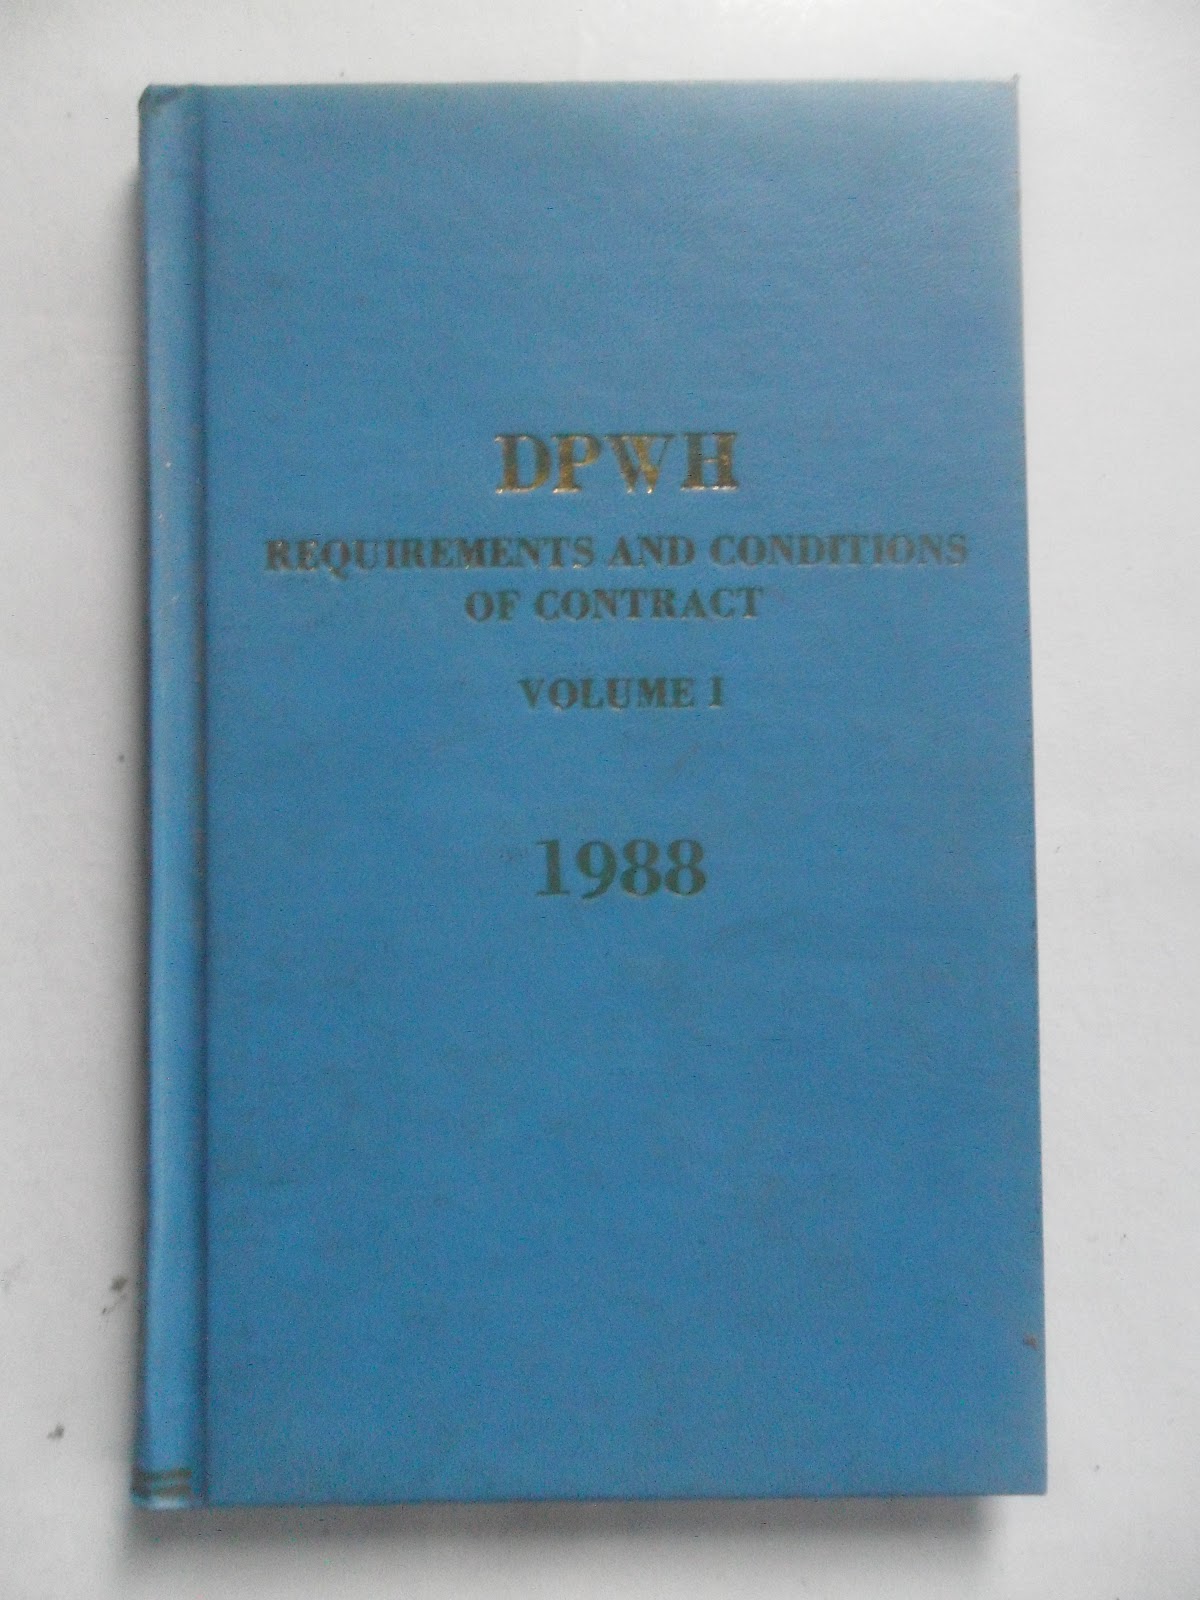 DPWH
REQUIREMENTS AND CONDITIONS
OF CONTRACT
VOLUME I
1988